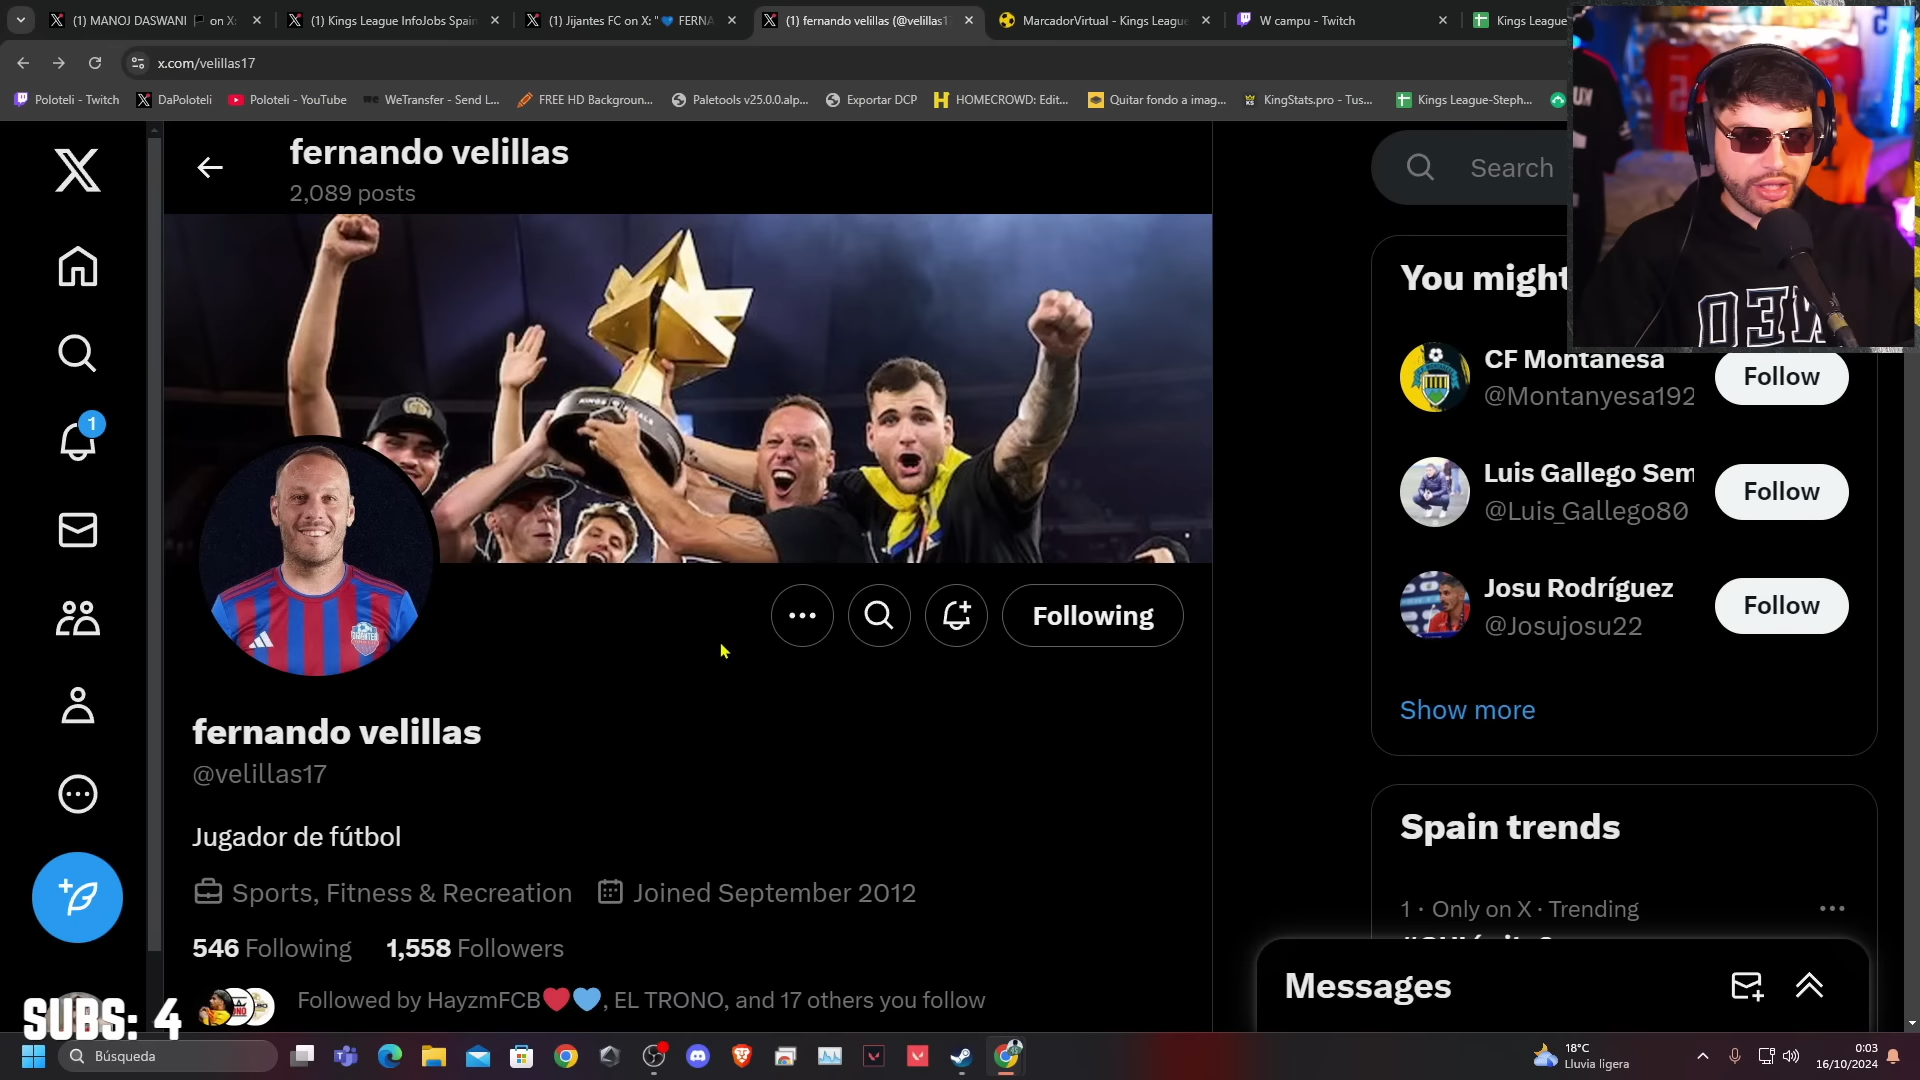 (1) MANOJ DASWANI
on X:
(1) Kings League InfoJobs Spain
(1) Jijantes FC on X: "💙 FERNA
(1) fernando velillas (@velillas1
MarcadorVirtual - Kings League
W campu - Twitch
Kings League
x.com/velillas17
Poloteli - Twitch
DaPoloteli
Poloteli - YouTube
WeTransfer - Send L...
FREE HD Backgroun...
Paletools v25.0.0.alp...
Exportar DCP
HOMECROWD: Edit...
Quitar fondo a imag...
KingStats.pro - Tus...
Kings League-Steph...
fernando velillas
2,089 posts
Search
1
Following
fernando velillas
@velillas17
Jugador de fútbol
Sports, Fitness & Recreation
Joined September 2012
546 Following
1,558 Followers
Followed by HayzmFCB❤️🩵, EL TRONO, and 17 others you follow
You might
CF Montañesa
@Montanyesa192
Follow
Luis Gallego Sem
@Luis_Gallego80
Follow
Josu Rodríguez
@Josujosu22
Follow
Show more
Spain trends
1 · Only on X · Trending
Messages
SUBS: 4
Búsqueda
18°C
Lluvia ligera
0:03
16/10/2024